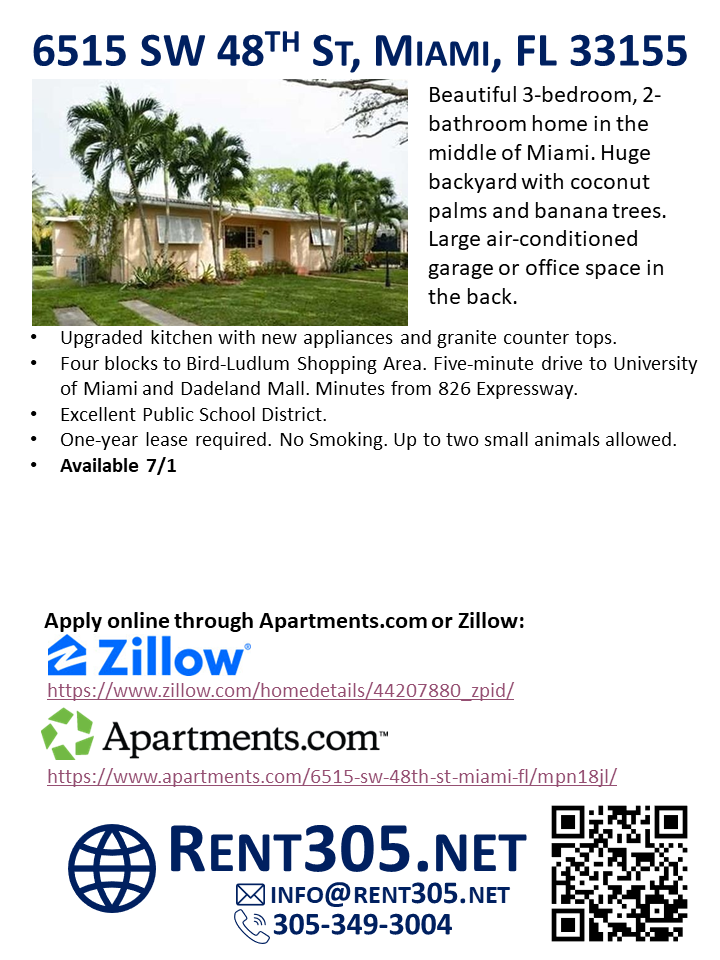 6515 SW 48TH ST, MIAMI, FL 33155
Beautiful 3-bedroom, 2-
bathroom home in the
middle of Miami. Huge
backyard with coconut
palms and banana trees.
Large air-conditioned
garage or office space in
the back.
• Upgraded kitchen with new appliances and granite counter tops.
• Four blocks to Bird-Ludlum Shopping Area. Five-minute drive to University
of Miami and Dadeland Mall. Minutes from 826 Expressway.
• Excellent Public School District.
• One-year lease required. No Smoking. Up to two small animals allowed.
• Available 7/1
Apply online through Apartments.com or Zillow:
Zillow®
https://www.zillow.com/homedetails/44207880_zpid/
Apartments.com™
https://www.apartments.com/6515-sw-48th-st-miami-fl/mpn18jl/
RENT305.NET
INFO@RENT305.NET
305-349-3004